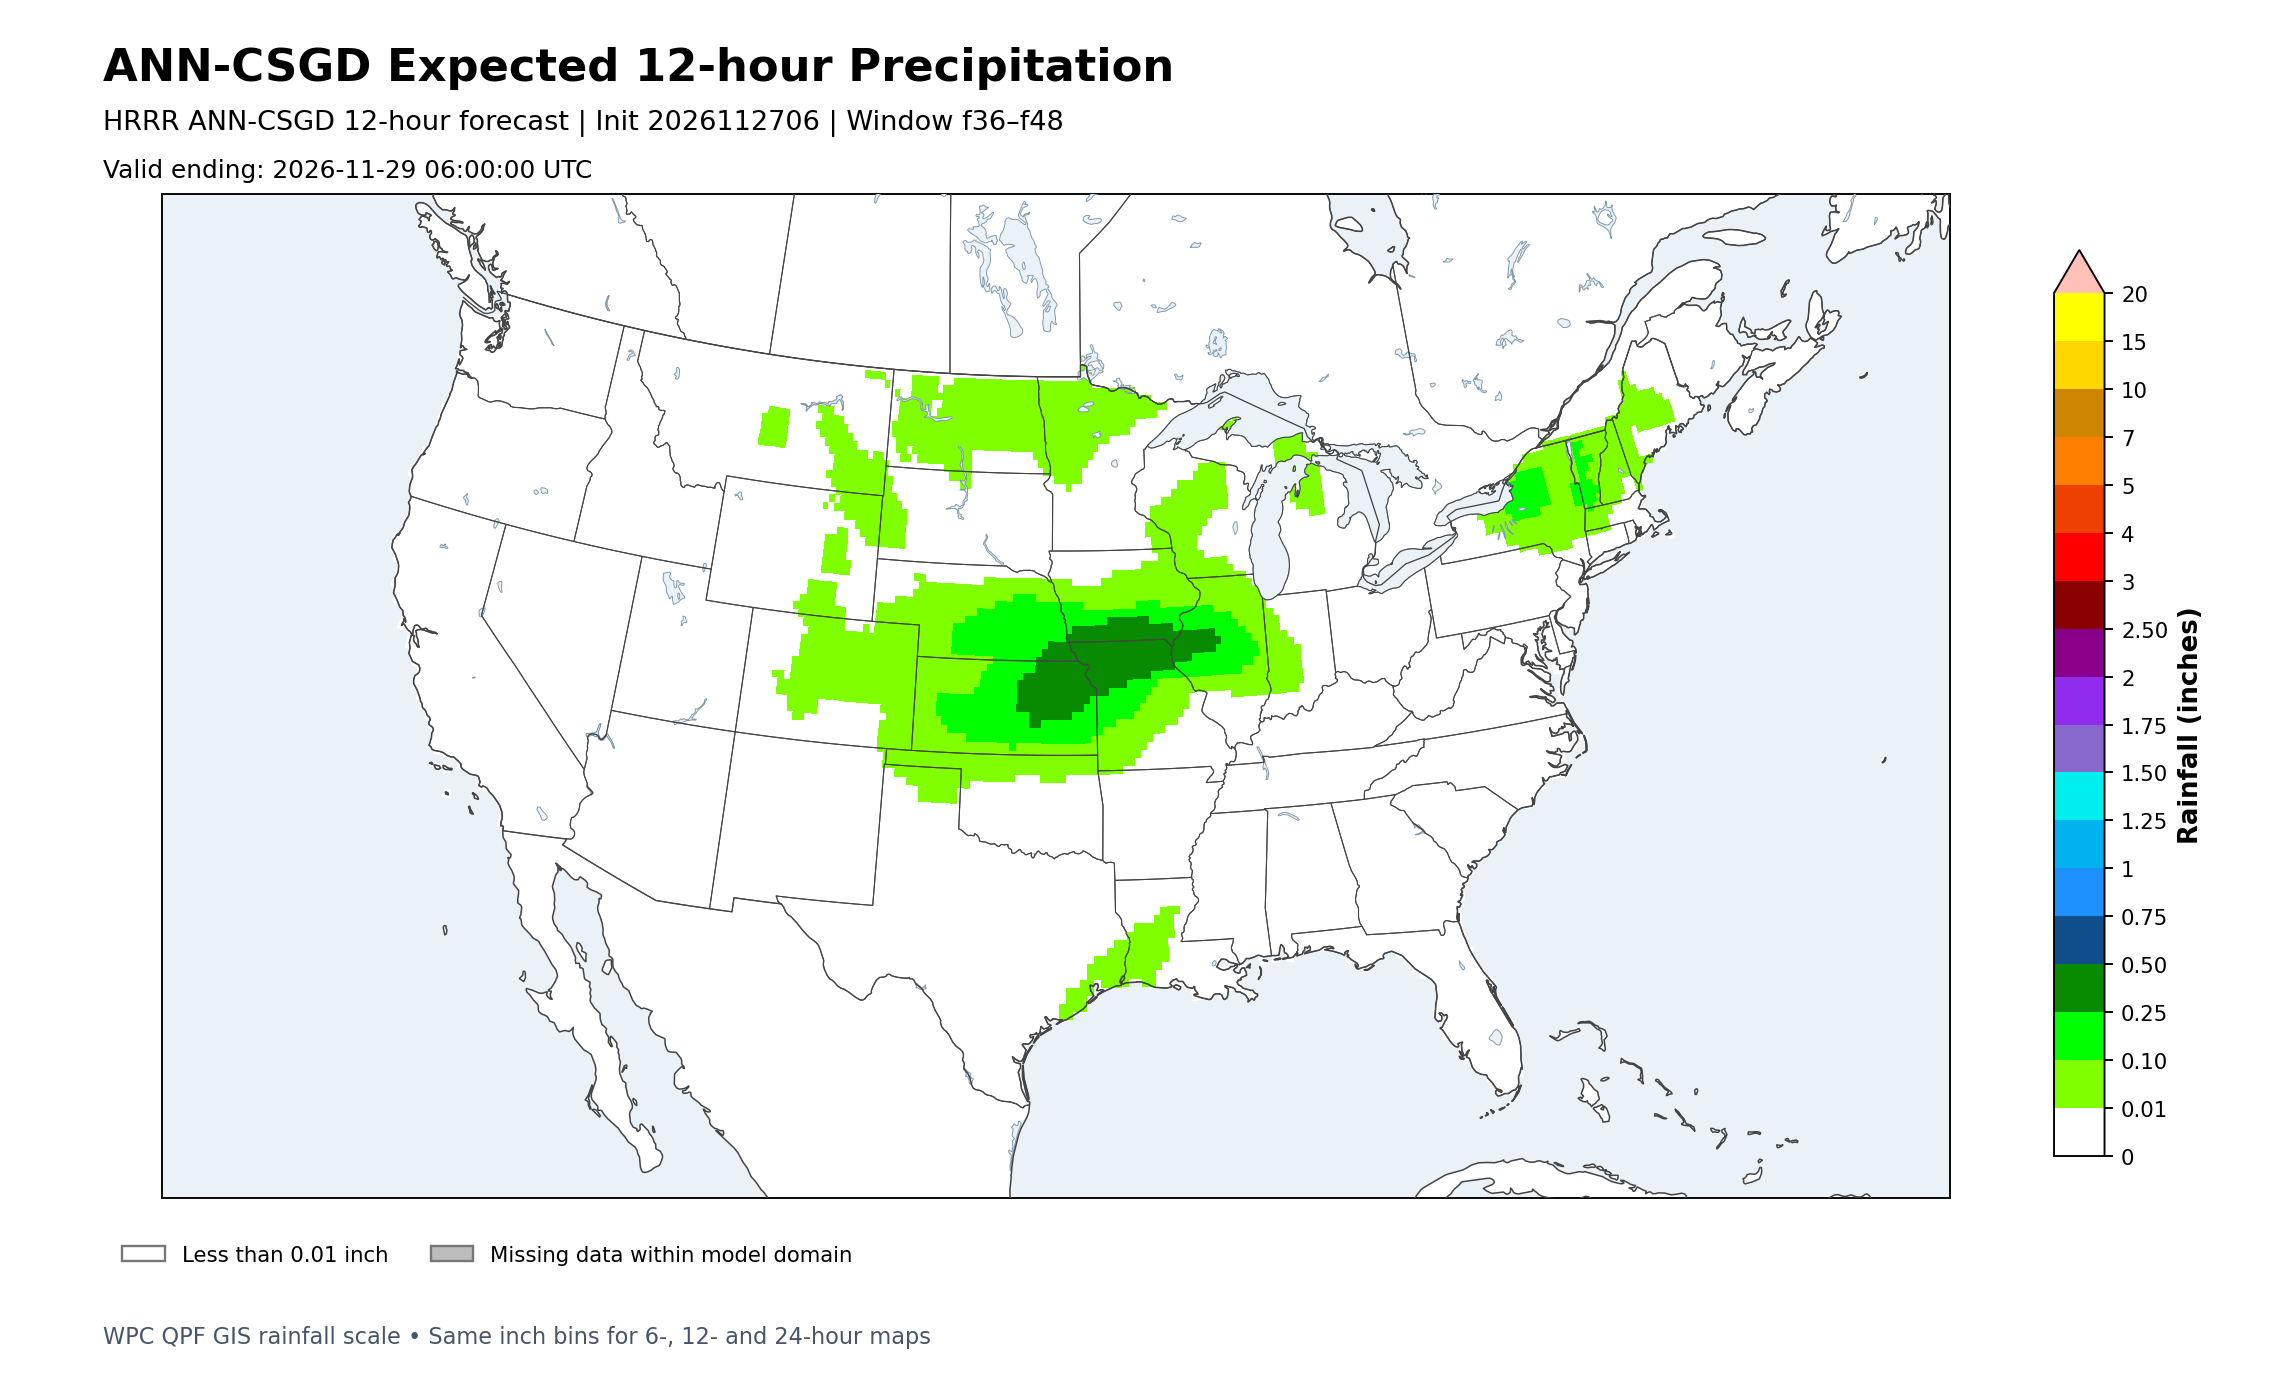 ANN-CSGD Expected 12-hour Precipitation
HRRR ANN-CSGD 12-hour forecast | Init 2026112706 | Window f36–f48
Valid ending: 2026-11-29 06:00:00 UTC
20
15
10
7
5
4
3
2.50
2
1.75
1.50
1.25
1
0.75
0.50
0.25
0.10
0.01
0
Rainfall (inches)
Less than 0.01 inch
Missing data within model domain
WPC QPF GIS rainfall scale • Same inch bins for 6-, 12- and 24-hour maps